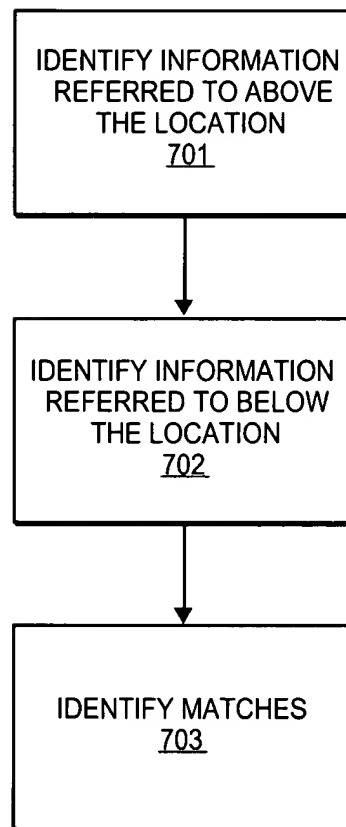 IDENTIFY INFORMATION
REFERRED TO ABOVE
THE LOCATION
701
IDENTIFY INFORMATION
REFERRED TO BELOW
THE LOCATION
702
IDENTIFY MATCHES
703